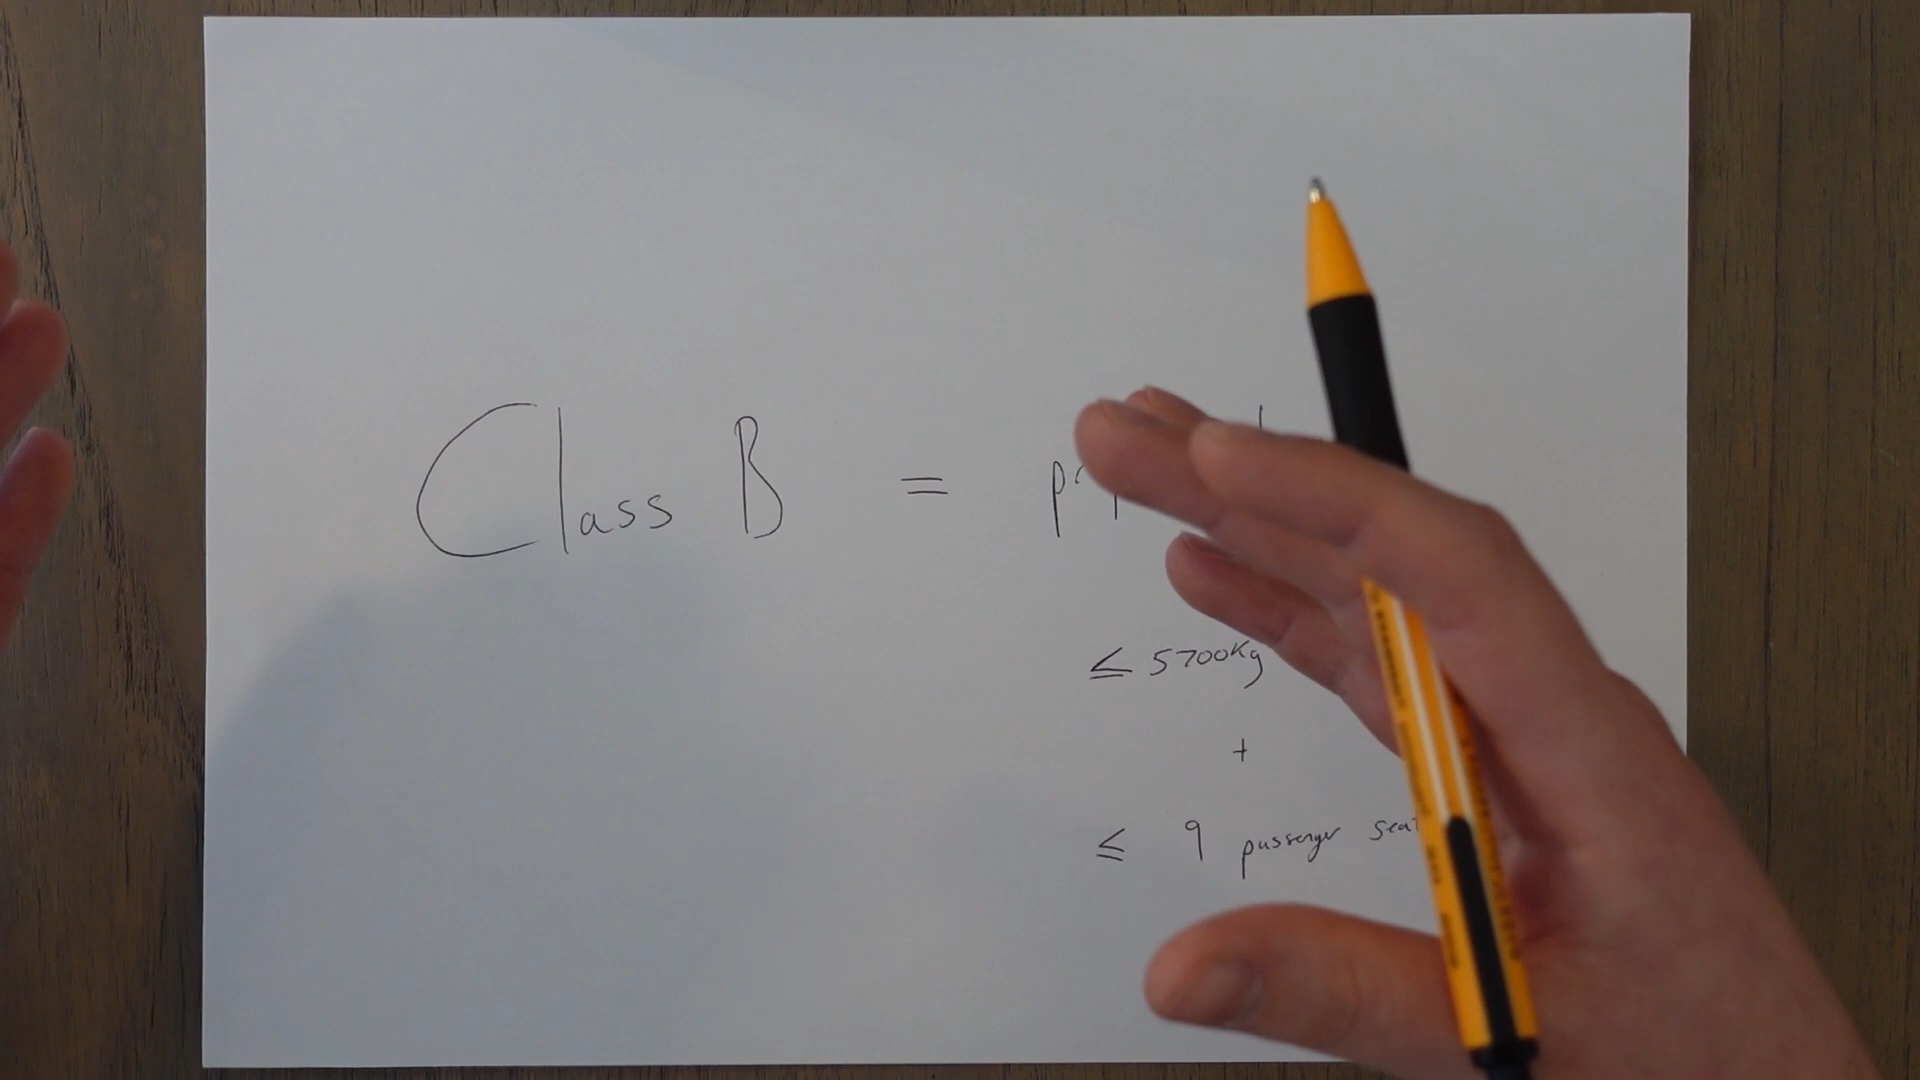 Class B =
≤ 5700Kg
+
≤ 9 passenger